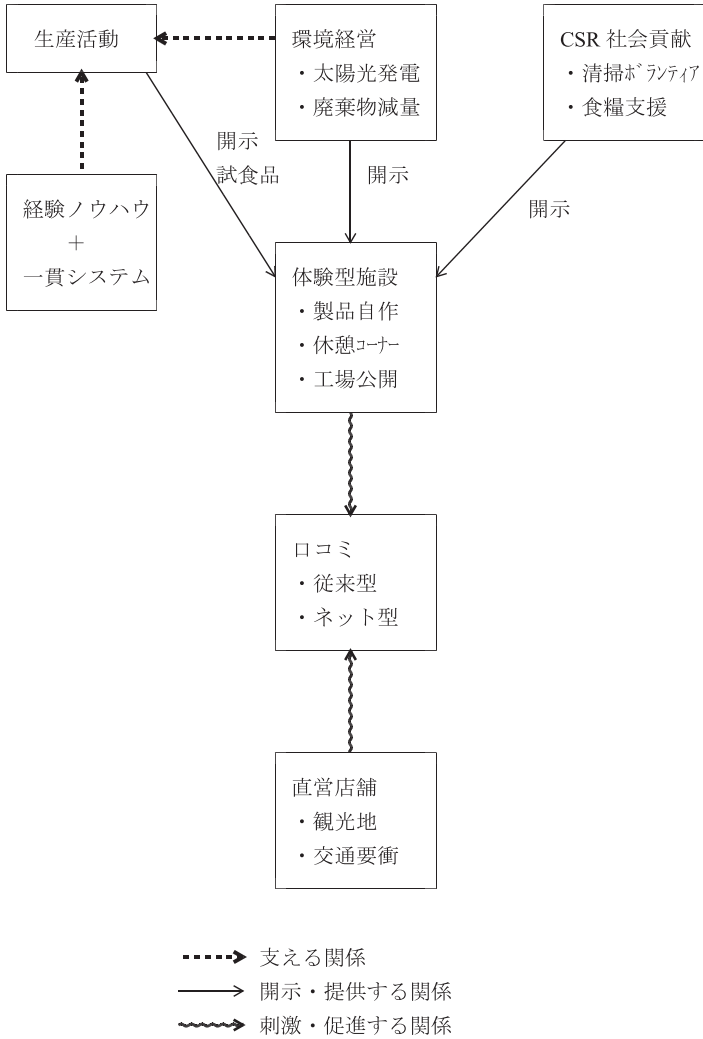 生産活動
環境経営
・太陽光発電
・廃棄物減量
CSR 社会貢献
・清掃ﾎﾞﾗﾝﾃｨｱ
・食糧支援
開示
試食品
開示
開示
経験ノウハウ
＋
一貫システム
体験型施設
・製品自作
・休憩ｺｰﾅｰ
・工場公開
口コミ
・従来型
・ネット型
直営店舗
・観光地
・交通要衝
支える関係
開示・提供する関係
刺激・促進する関係